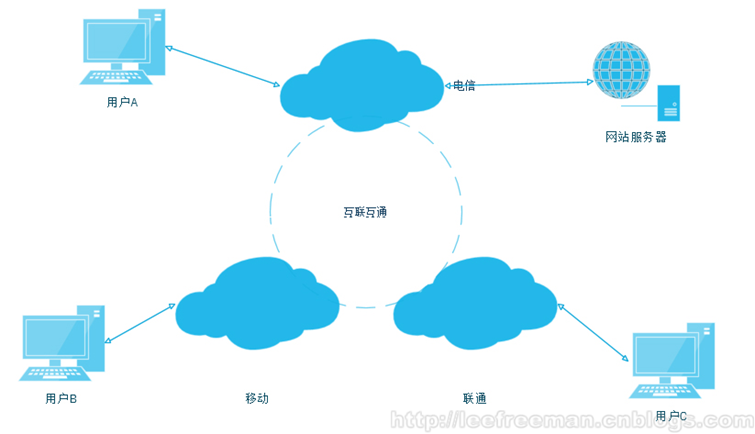 电信
用户A
网站服务器
互联互通
用户B
移动
联通
用户C
http://leefreeman.cnblogs.com